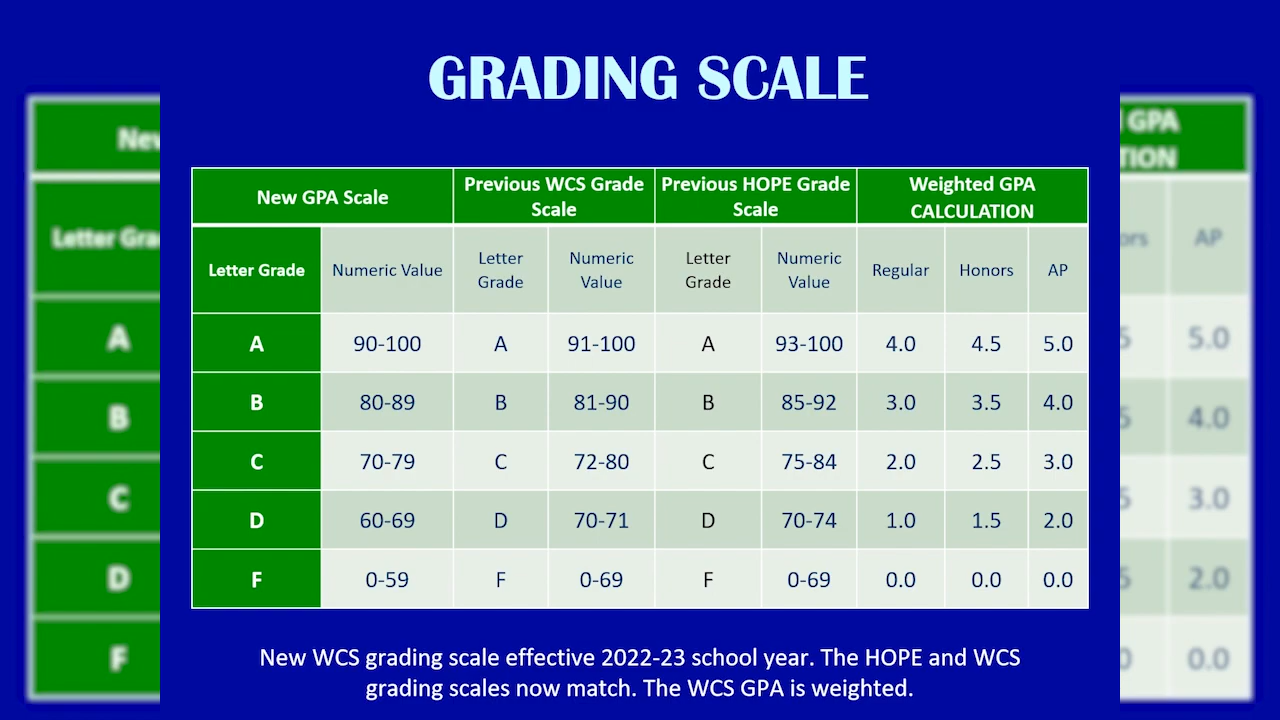 GRADING SCALE
New GPA Scale
Previous WCS Grade
Scale
Previous HOPE Grade
Scale
Weighted GPA
CALCULATION
Letter Grade
Numeric Value
Letter
Grade
Numeric
Value
Letter
Grade
Numeric
Value
Regular
Honors
AP
A 90-100 A 91-100 A 93-100 4.0 4.5 5.0
B 80-89 B 81-90 B 85-92 3.0 3.5 4.0
C 70-79 C 72-80 C 75-84 2.0 2.5 3.0
D 60-69 D 70-71 D 70-74 1.0 1.5 2.0
F 0-59 F 0-69 F 0-69 0.0 0.0 0.0
New WCS grading scale effective 2022-23 school year. The HOPE and WCS
grading scales now match. The WCS GPA is weighted.